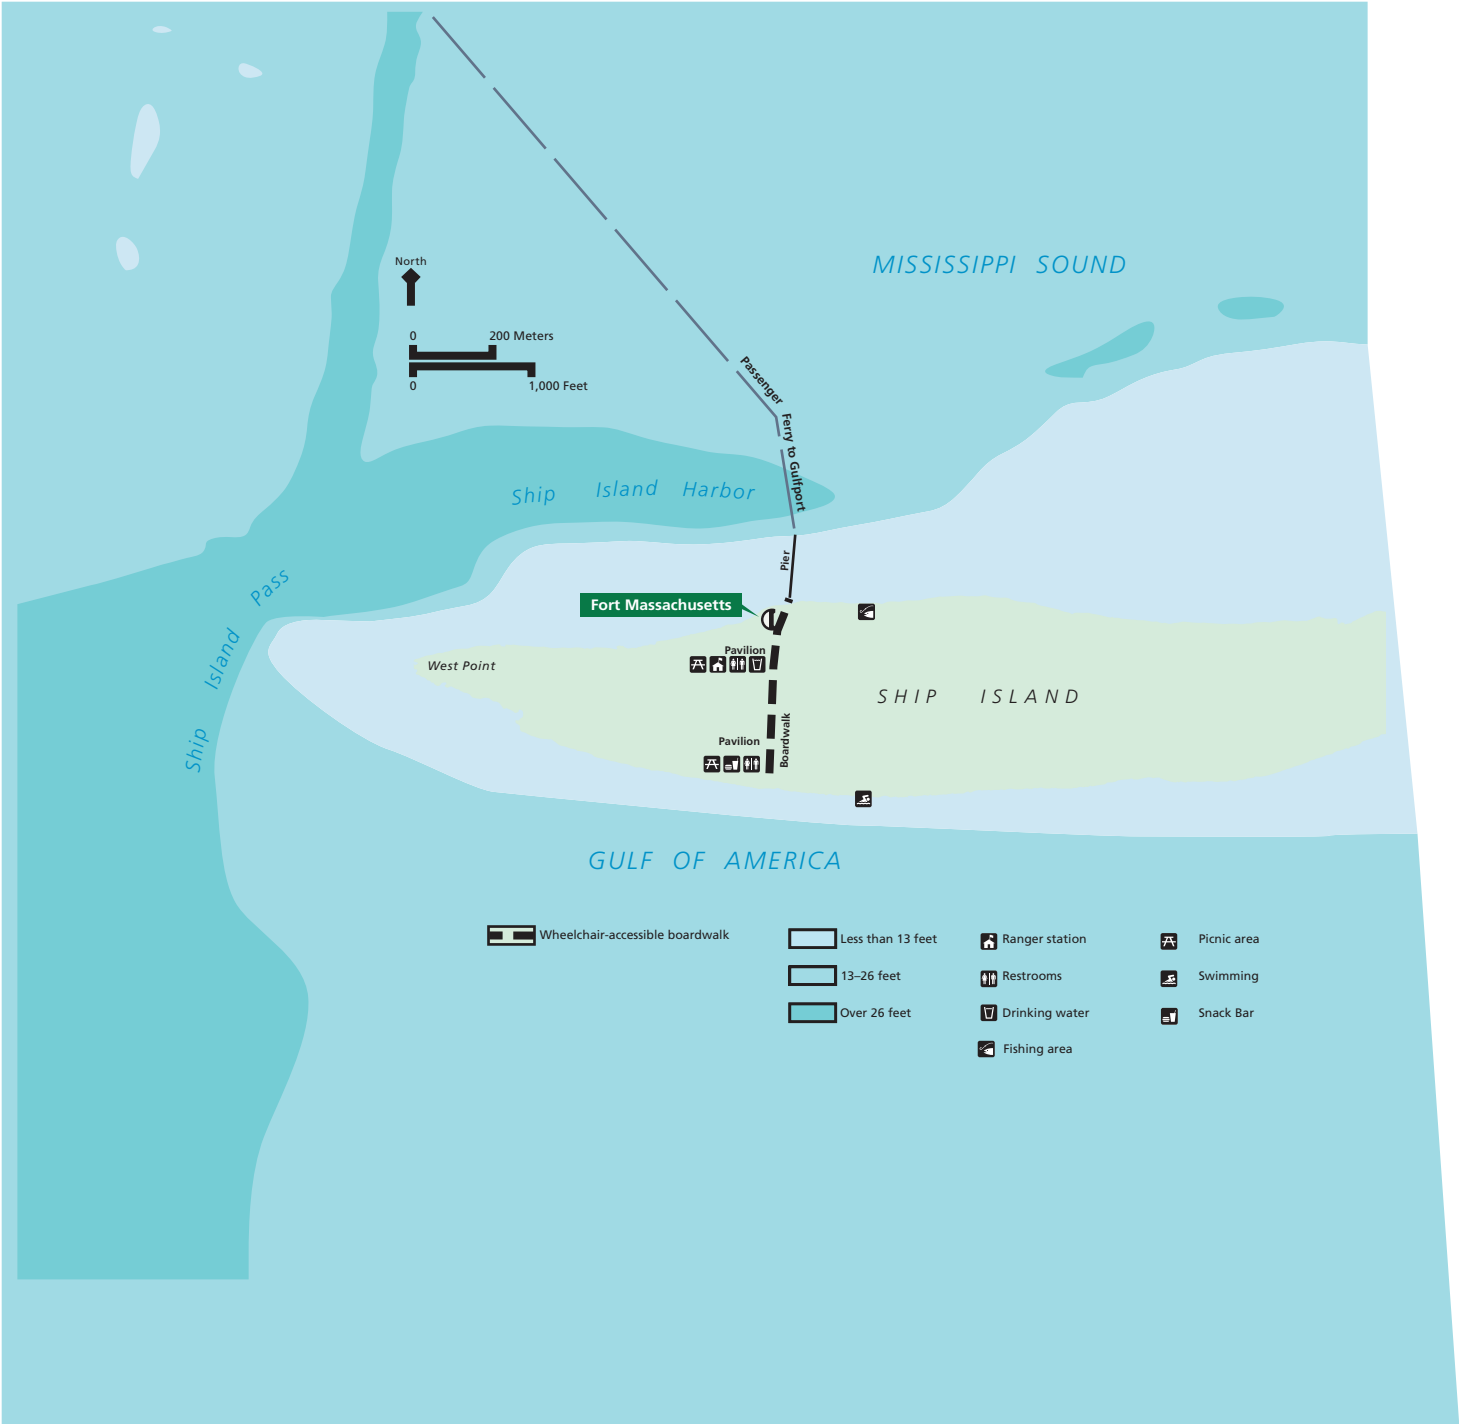 North
0
200 Meters
0
1,000 Feet
MISSISSIPPI SOUND
Passenger
Ferry to Gulfport
Ship Island Harbor
Pier
Ship Island Pass
Fort Massachusetts
West Point
Pavilion
SHIP ISLAND
Pavilion
Boardwalk
GULF OF AMERICA
Wheelchair-accessible boardwalk
Less than 13 feet
13–26 feet
Over 26 feet
Ranger station
Restrooms
Drinking water
Fishing area
Picnic area
Swimming
Snack Bar